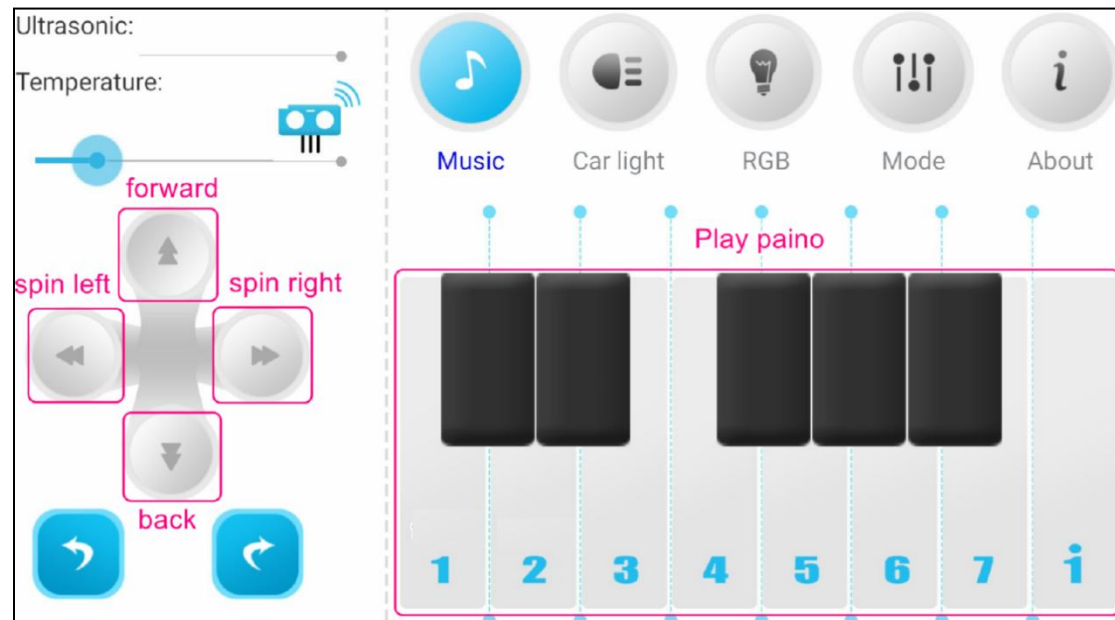 Ultrasonic:
Temperature:
forward
spin left
spin right
back
Music
Car light
RGB
Mode
About
Play paino
1 2 3 4 5 6 7 i